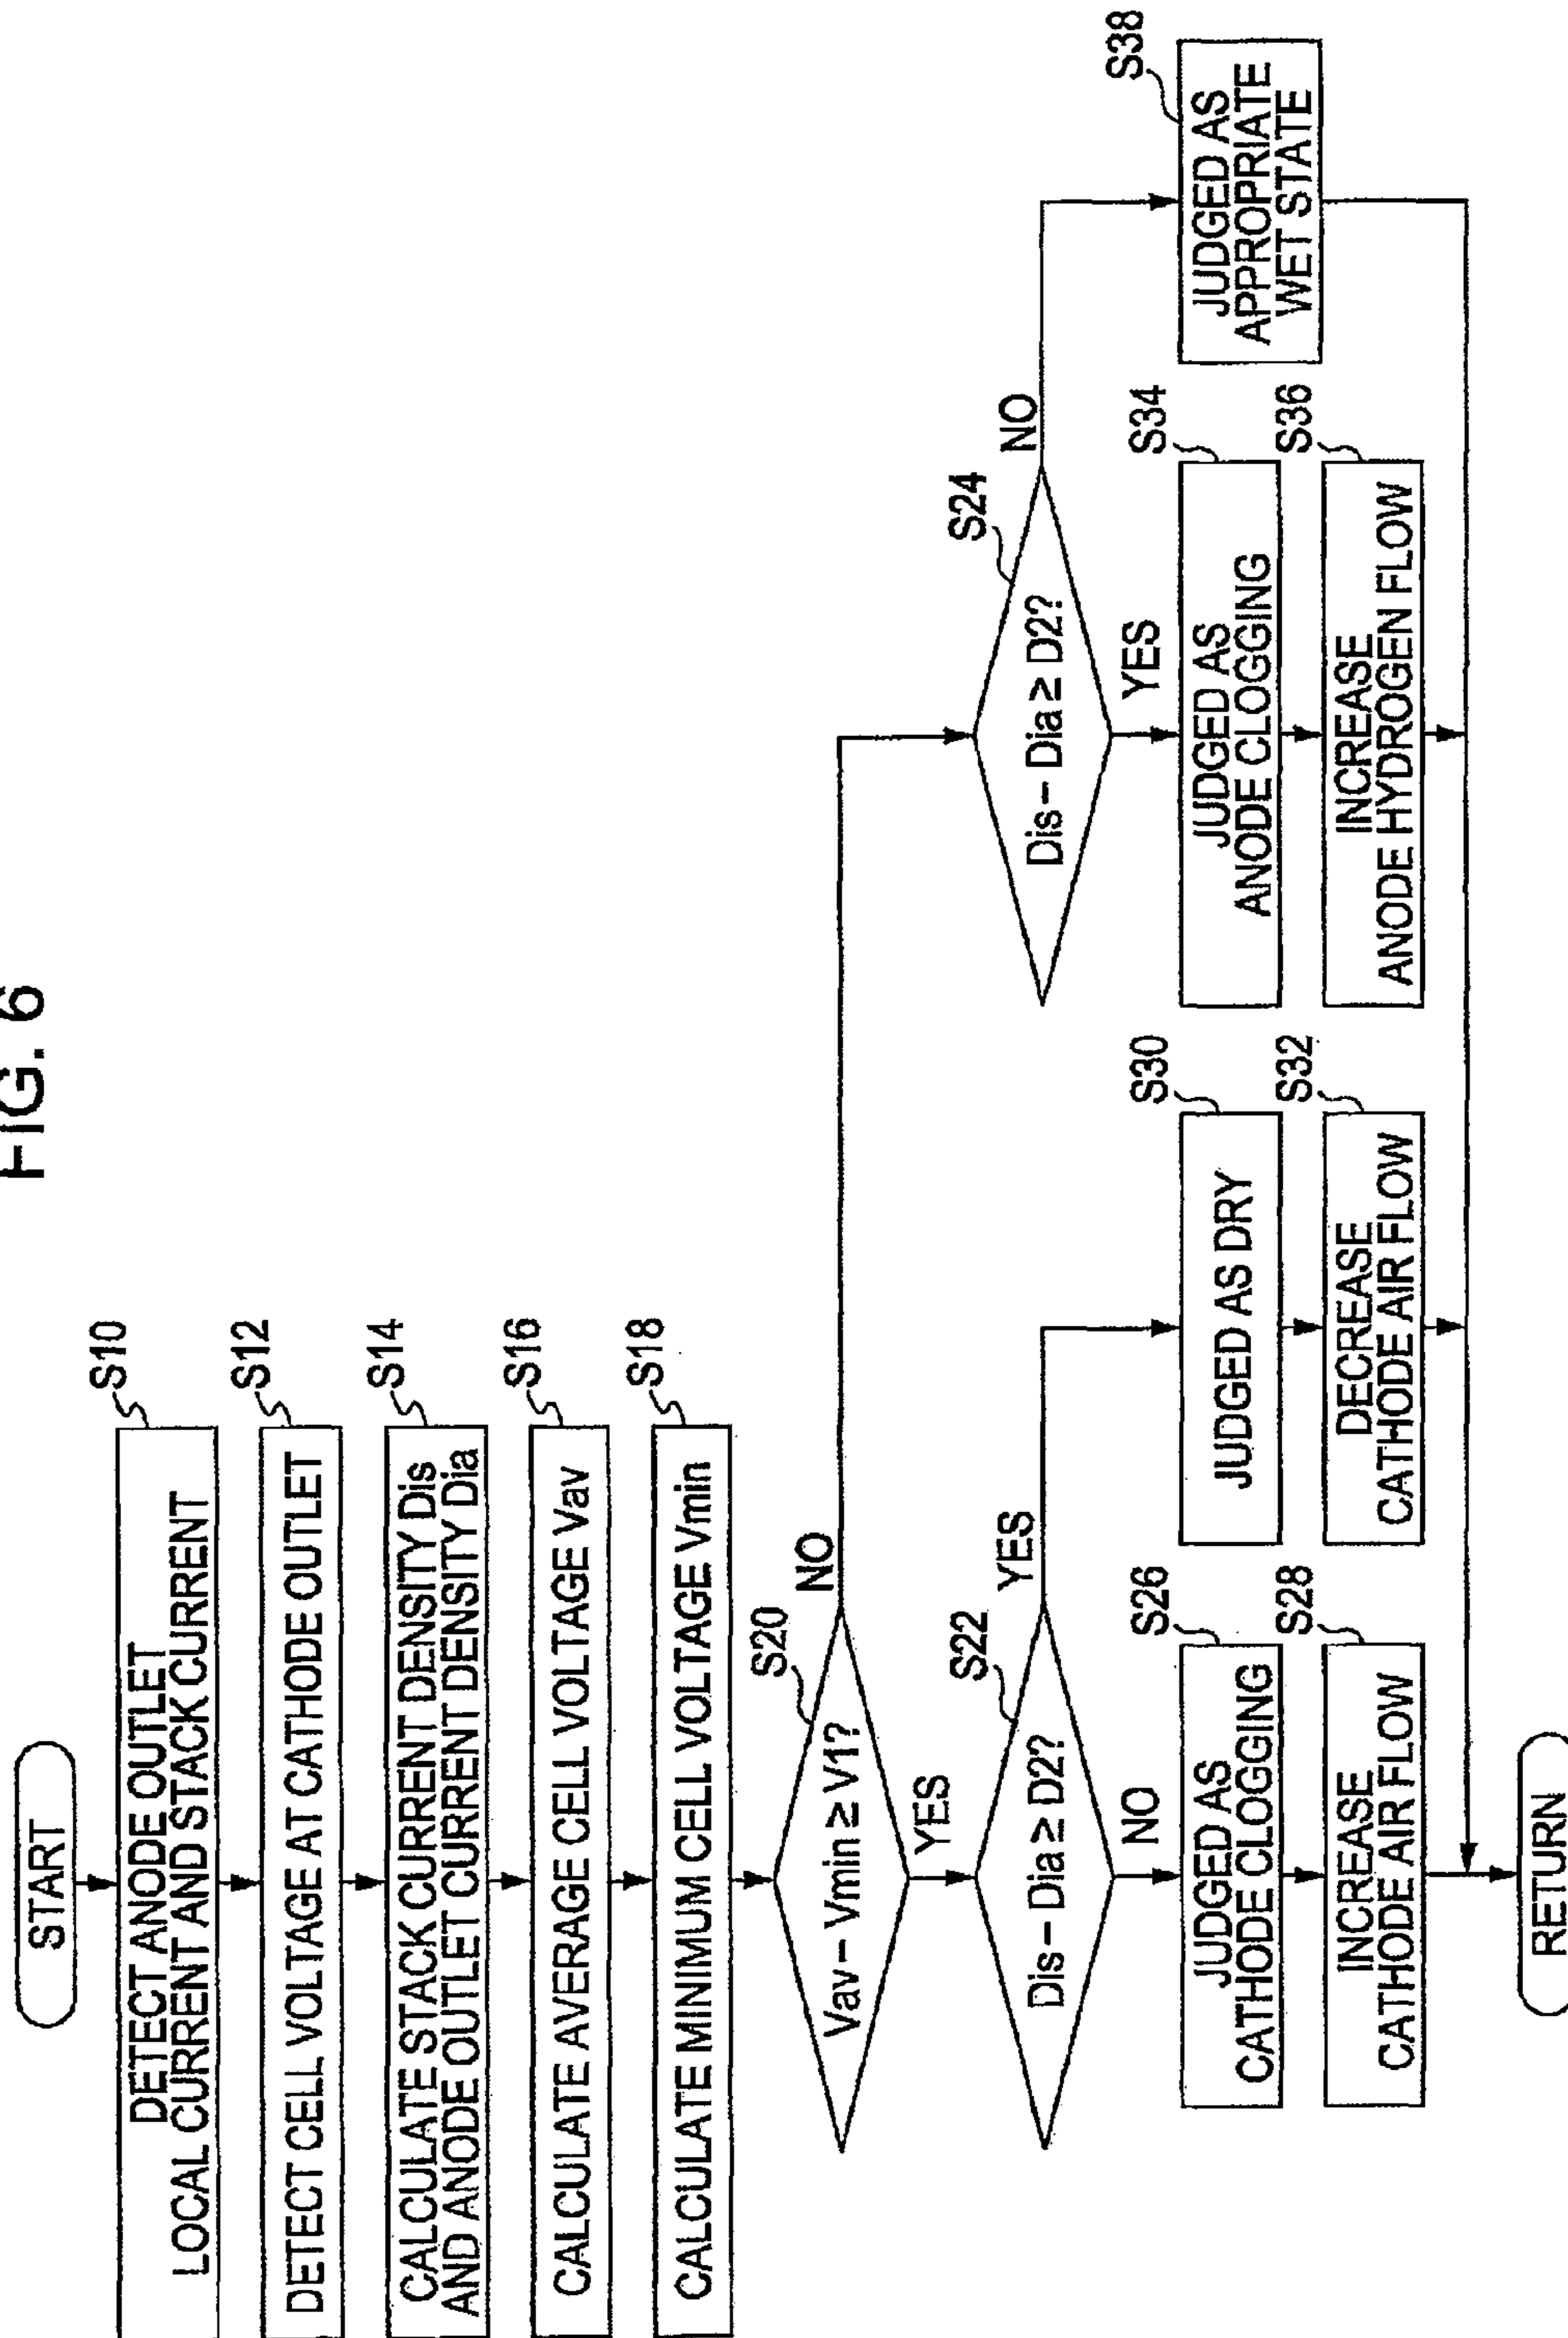 FIG. 6
START
S10
DETECT ANODE OUTLET
LOCAL CURRENT AND STACK CURRENT
S12
DETECT CELL VOLTAGE AT CATHODE OUTLET
S14
CALCULATE STACK CURRENT DENSITY Dis
AND ANODE OUTLET CURRENT DENSITY Dia
S16
CALCULATE AVERAGE CELL VOLTAGE Vav
S18
CALCULATE MINIMUM CELL VOLTAGE Vmin
S20
Vav – Vmin ≥ V1?
NO
YES
S22
Dis – Dia ≥ D2?
YES
NO
S24
Dis – Dia ≥ D2?
NO
YES
S26
JUDGED AS
CATHODE CLOGGING
S28
INCREASE
CATHODE AIR FLOW
S30
JUDGED AS DRY
S32
DECREASE
CATHODE AIR FLOW
S34
JUDGED AS
ANODE CLOGGING
S36
INCREASE
ANODE HYDROGEN FLOW
S38
JUDGED AS
APPROPRIATE
WET STATE
RETURN